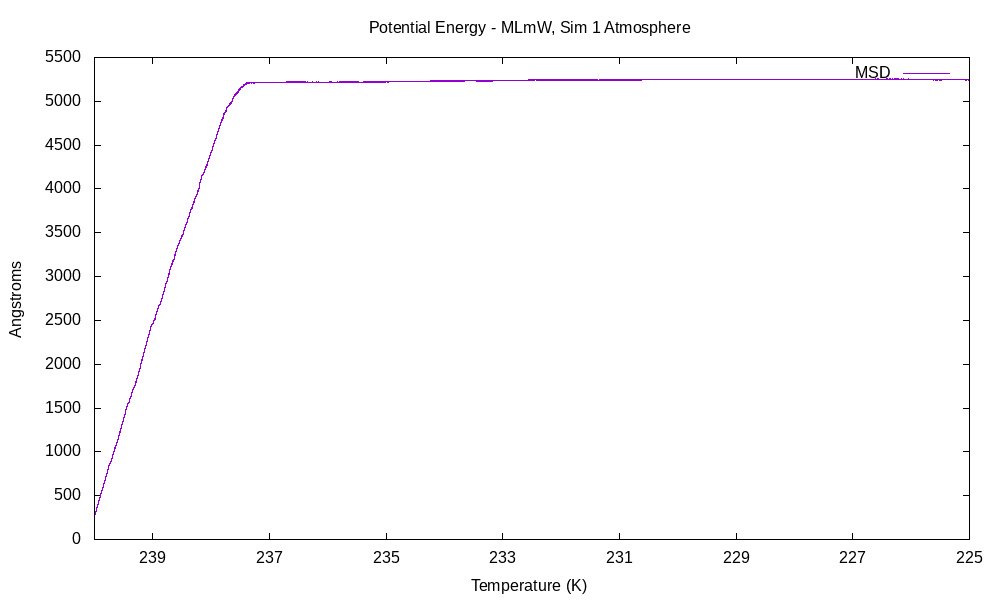 Potential Energy - MLmW, Sim 1 Atmosphere
5500
MSD
5000
4500
4000
3500
3000
Angstroms
2500
2000
1500
1000
500
0
239 237 235 233 231 229 227 225
Temperature (K)